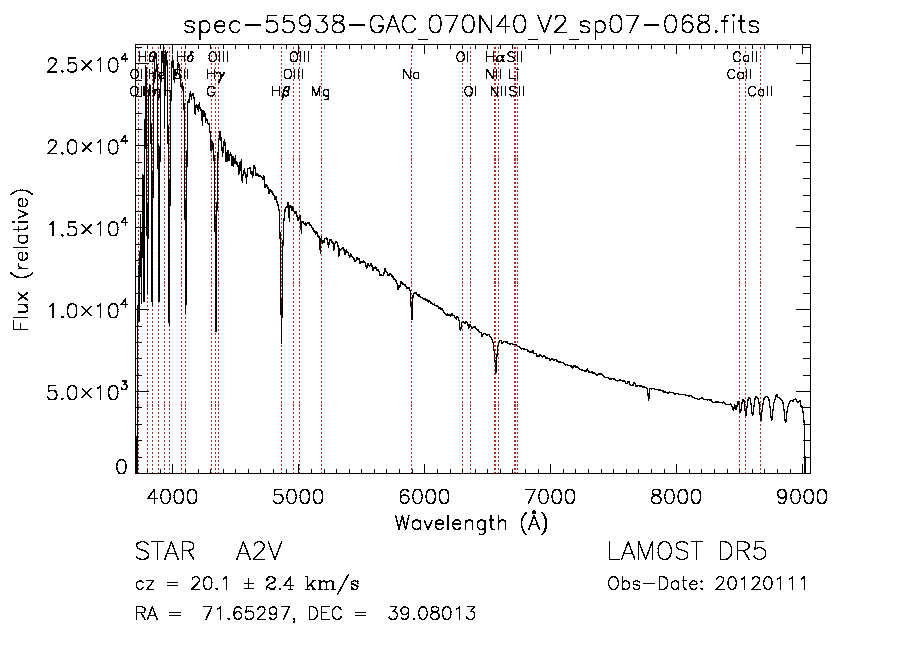 spec-55938-GAC_070N40_V2_sp07-068.fits
Hδ OIII OIII OI Hα SII CaII
Hγ OIII Na NII Li CaII
G Hβ Mg OI NII SII CaII
2.5×10⁴
2.0×10⁴
1.5×10⁴
1.0×10⁴
5.0×10³
0
Flux (relative)
4000 5000 6000 7000 8000 9000
Wavelength (Å)
STAR A2V LAMOST DR5
cz = 20.1 ± 2.4 km/s Obs-Date: 20120111
RA = 71.65297, DEC = 39.08013